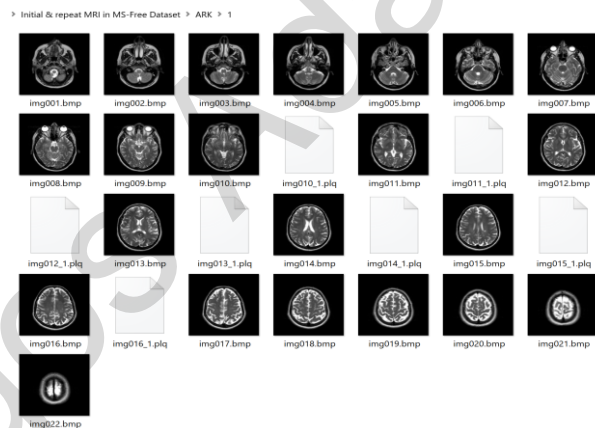 Initial & repeat MRI in MS-Free Dataset > ARK > 1
img001.bmp img002.bmp img003.bmp img004.bmp img005.bmp img006.bmp img007.bmp
img008.bmp img009.bmp img010.bmp img010_1.plq img011.bmp img011_1.plq img012.bmp
img012_1.plq img013.bmp img013_1.plq img014.bmp img014_1.plq img015.bmp img015_1.plq
img016.bmp img016_1.plq img017.bmp img018.bmp img019.bmp img020.bmp img021.bmp
img022.bmp